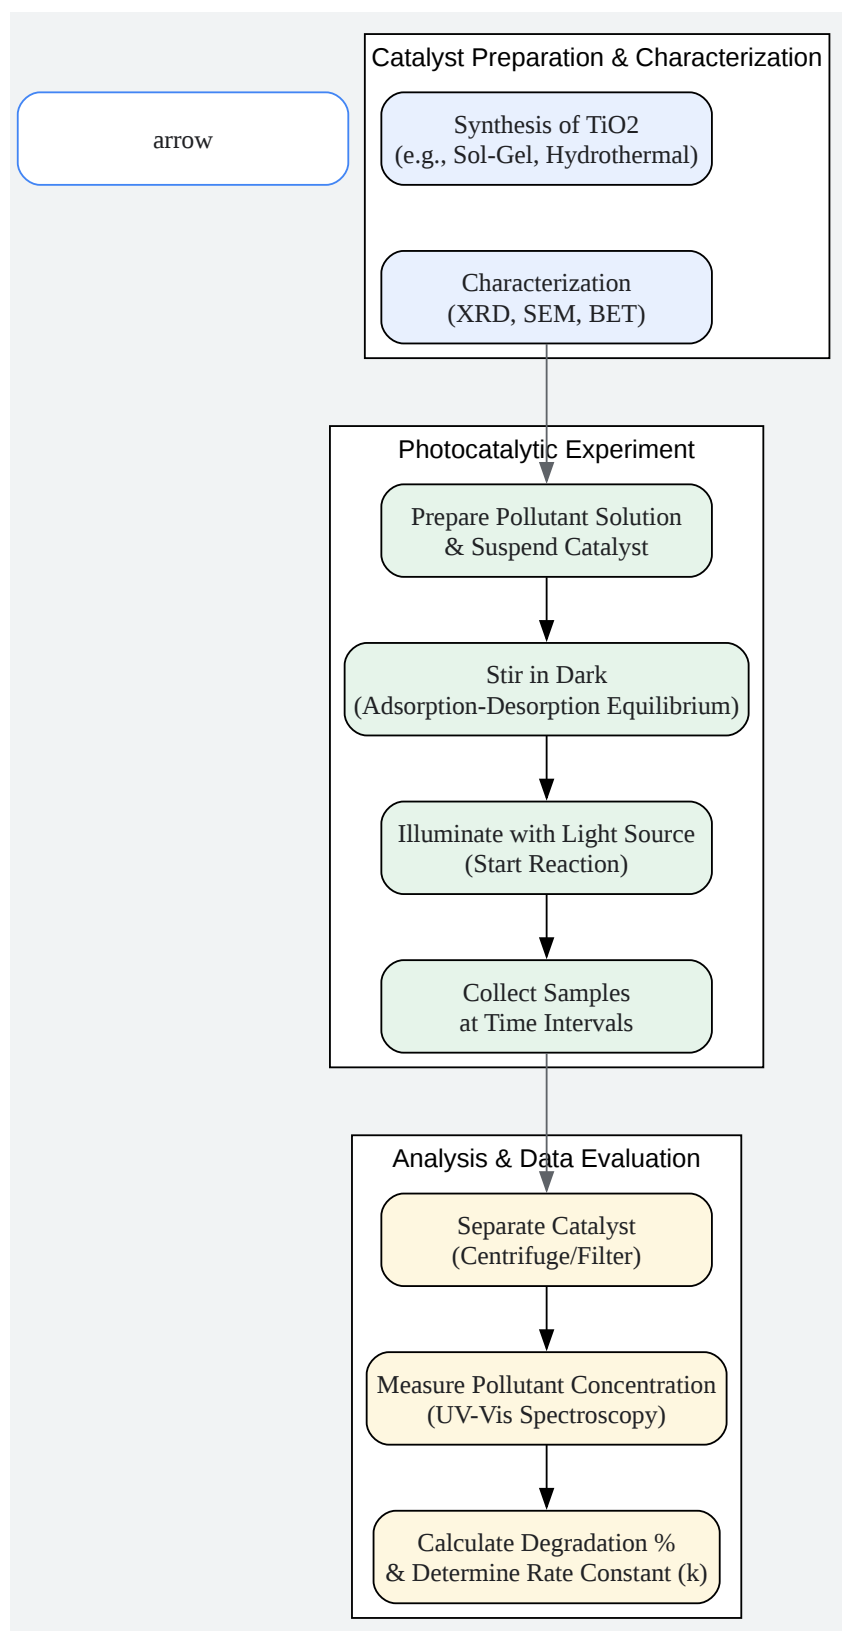 Catalyst Preparation & Characterization
arrow
Synthesis of TiO2
(e.g., Sol-Gel, Hydrothermal)
Characterization
(XRD, SEM, BET)
Photocatalytic Experiment
Prepare Pollutant Solution
& Suspend Catalyst
Stir in Dark
(Adsorption-Desorption Equilibrium)
Illuminate with Light Source
(Start Reaction)
Collect Samples
at Time Intervals
Analysis & Data Evaluation
Separate Catalyst
(Centrifuge/Filter)
Measure Pollutant Concentration
(UV-Vis Spectroscopy)
Calculate Degradation %
& Determine Rate Constant (k)